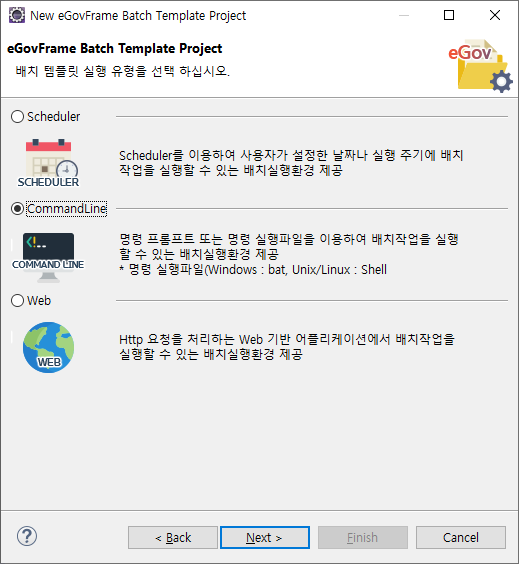 New eGovFrame Batch Template Project
eGovFrame Batch Template Project
배치 템플릿 실행 유형을 선택 하십시오.
eGov
Scheduler
SCHEDULER
Scheduler를 이용하여 사용자가 설정한 날짜나 실행 주기에 배치
작업을 실행할 수 있는 배치실행환경 제공
CommandLine
<!--
COMMAND LINE
명령 프롬프트 또는 명령 실행파일을 이용하여 배치작업을 실행
할 수 있는 배치실행환경 제공
* 명령 실행파일(Windows : bat, Unix/Linux : Shell
Web
WEB
Http 요청을 처리하는 Web 기반 어플리케이션에서 배치작업을
실행할 수 있는 배치실행환경 제공
?
< Back
Next >
Finish
Cancel